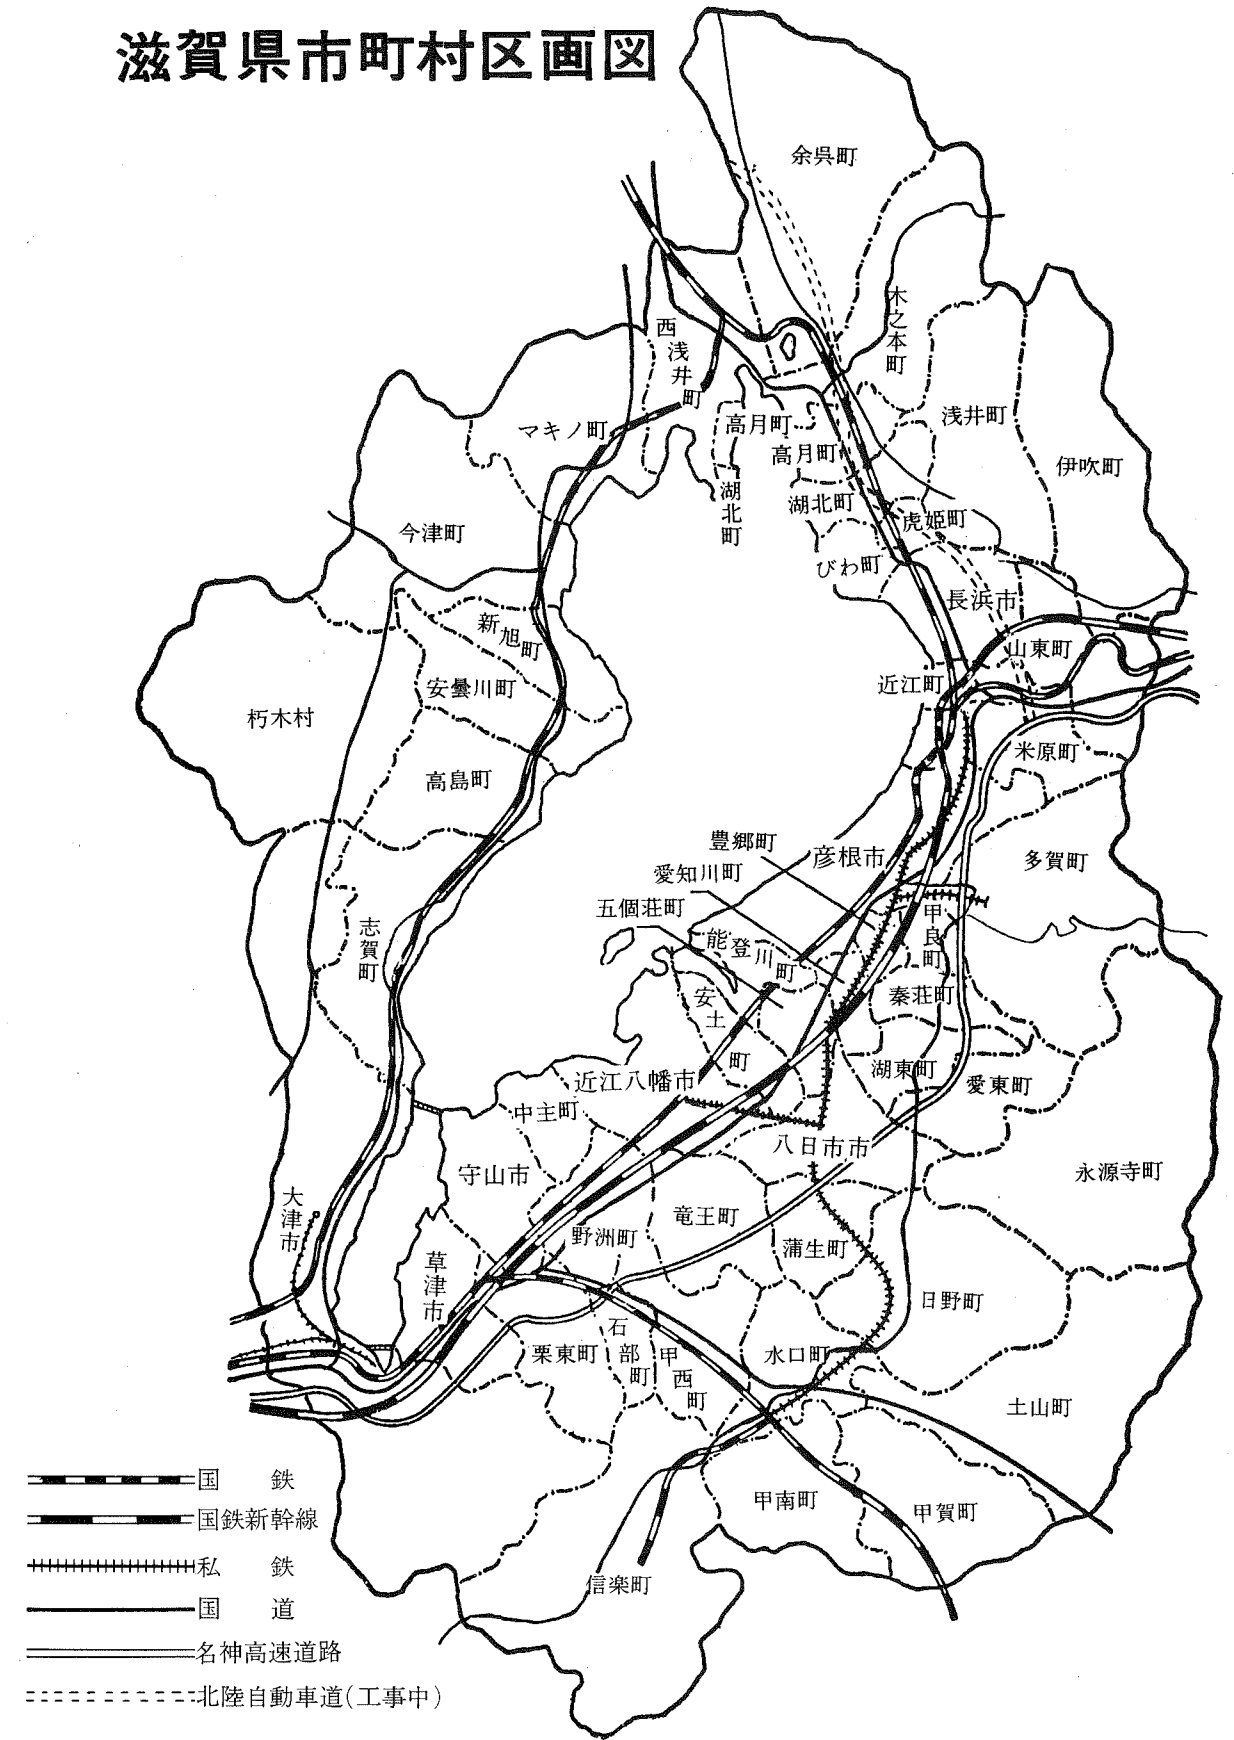 滋賀県市町村区画図
余呉町
木之本町
西浅井町
浅井町
伊吹町
マキノ町
高月町
高月町
湖北町
湖北町
虎姫町
今津町
びわ町
長浜市
新旭町
山東町
安曇川町
近江町
朽木村
米原町
高島町
豊郷町
彦根市
多賀町
愛知川町
五個荘町
志賀町
能登川町
甲良町
秦荘町
安土町
湖東町
愛東町
近江八幡市
中主町
八日市市
守山市
永源寺町
大津市
竜王町
野洲町
蒲生町
草津市
日野町
石部町
栗東町
甲西町
水口町
土山町
甲南町
甲賀町
信楽町
国　　鉄
国鉄新幹線
私　　鉄
国　　道
名神高速道路
北陸自動車道(工事中)